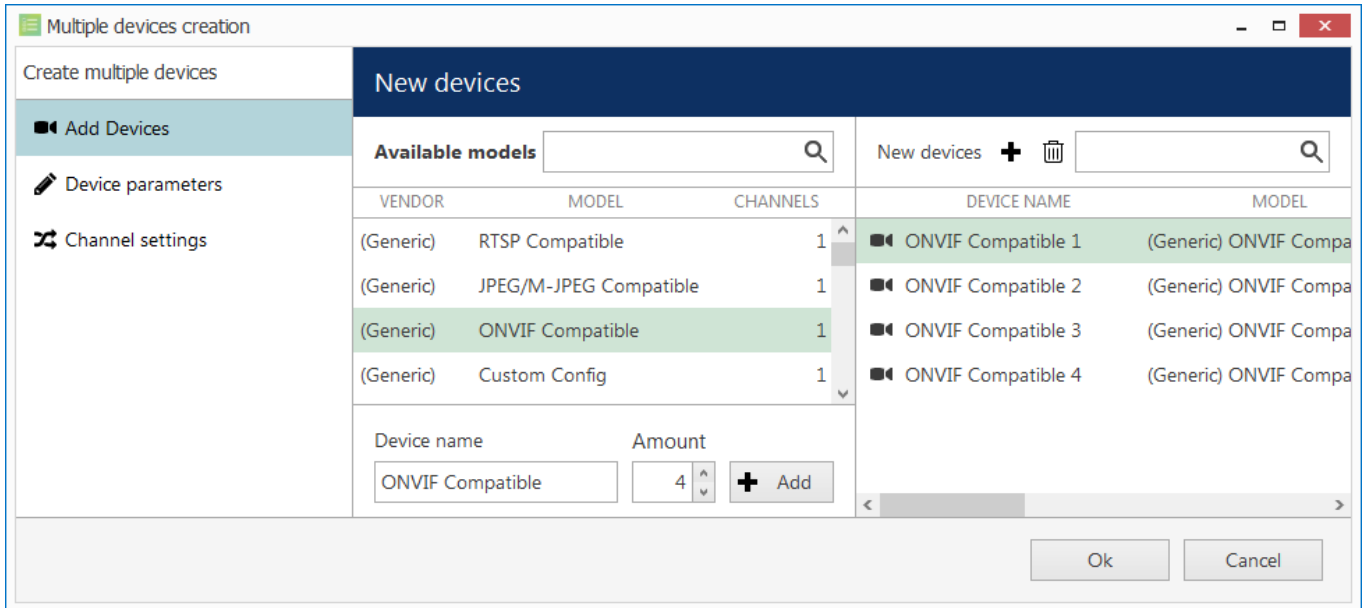 Multiple devices creation
Create multiple devices
Add Devices
Device parameters
Channel settings
New devices
Available models
VENDOR MODEL CHANNELS
(Generic) RTSP Compatible 1
(Generic) JPEG/M-JPEG Compatible 1
(Generic) ONVIF Compatible 1
(Generic) Custom Config 1
Device name Amount
ONVIF Compatible 4 Add
New devices
DEVICE NAME MODEL
ONVIF Compatible 1 (Generic) ONVIF Compa
ONVIF Compatible 2 (Generic) ONVIF Compa
ONVIF Compatible 3 (Generic) ONVIF Compa
ONVIF Compatible 4 (Generic) ONVIF Compa
Ok Cancel